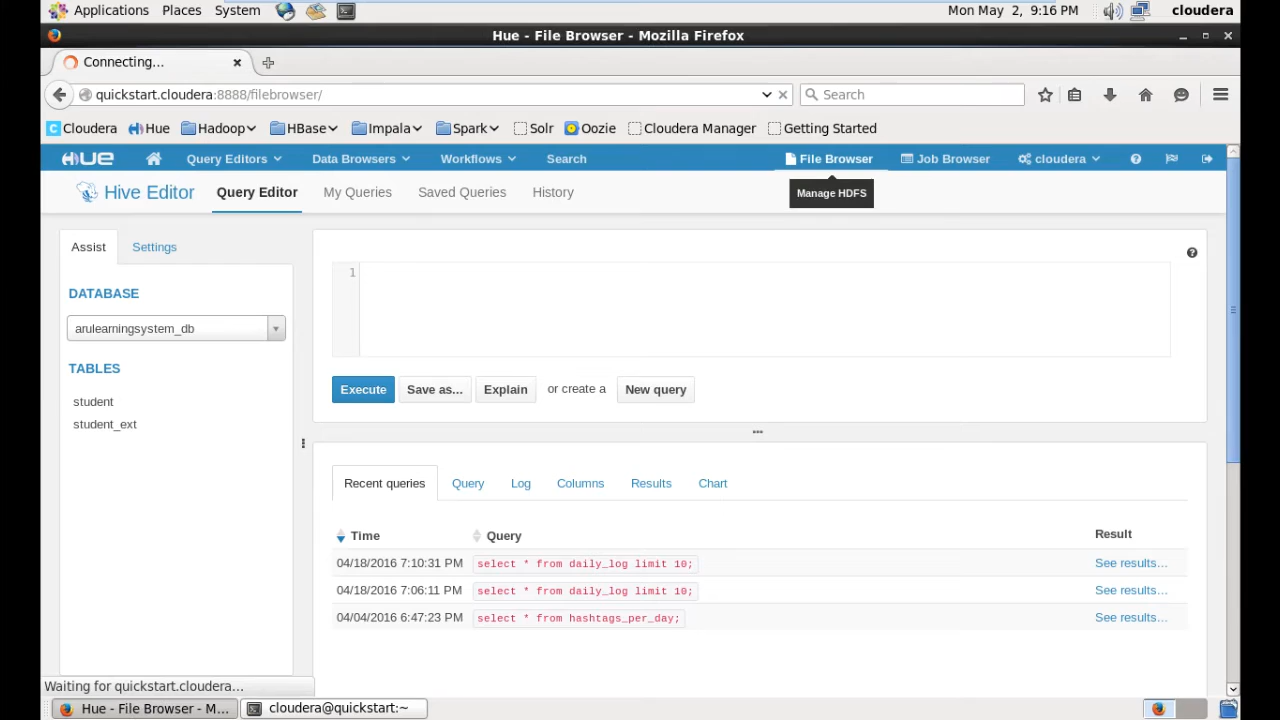 Applications Places System Mon May 2, 9:16 PM cloudera
Hue - File Browser - Mozilla Firefox
Connecting...
quickstart.cloudera:8888/filebrowser/ Search
Cloudera Hue Hadoop HBase Impala Spark Solr Oozie Cloudera Manager Getting Started
HUE Query Editors Data Browsers Workflows Search File Browser Job Browser cloudera
Manage HDFS
Hive Editor Query Editor My Queries Saved Queries History
Assist Settings
DATABASE
arulearningsystem_db
TABLES
student
student_ext
1
Execute Save as... Explain or create a New query
Recent queries Query Log Columns Results Chart
Time Query Result
04/18/2016 7:10:31 PM select * from daily_log limit 10; See results...
04/18/2016 7:06:11 PM select * from daily_log limit 10; See results...
04/04/2016 6:47:23 PM select * from hashtags_per_day; See results...
Waiting for quickstart.cloudera...
Hue - File Browser - M... cloudera@quickstart:~